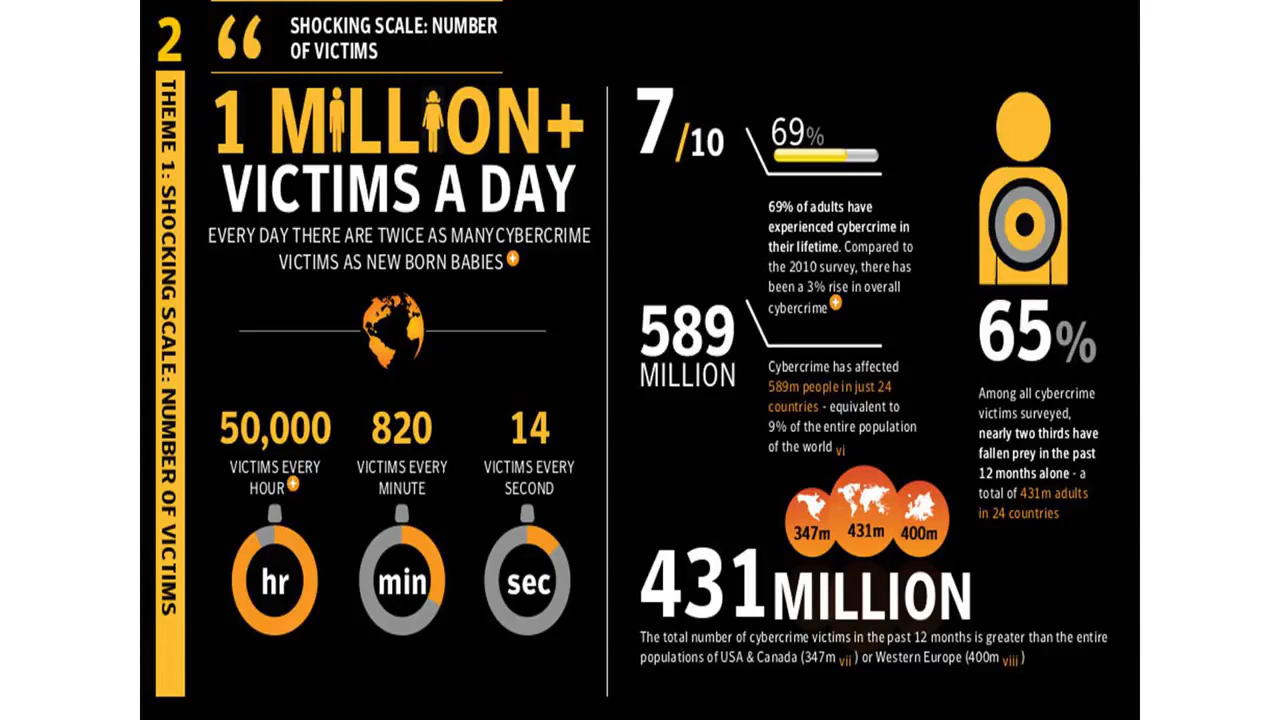 2
THEME 1: SHOCKING SCALE: NUMBER OF VICTIMS
“
SHOCKING SCALE: NUMBER
OF VICTIMS
1 MiLLiON+
VICTIMS A DAY
EVERY DAY THERE ARE TWICE AS MANY CYBERCRIME
VICTIMS AS NEW BORN BABIES +
50,000
VICTIMS EVERY
HOUR +
hr
820
VICTIMS EVERY
MINUTE
min
14
VICTIMS EVERY
SECOND
sec
7/10
69%
69% of adults have
experienced cybercrime in
their lifetime. Compared to
the 2010 survey, there has
been a 3% rise in overall
cybercrime +
589
MILLION
Cybercrime has affected
589m people in just 24
countries - equivalent to
9% of the entire population
of the world vi
65%
Among all cybercrime
victims surveyed,
nearly two thirds have
fallen prey in the past
12 months alone - a
total of 431m adults
in 24 countries
347m
431m
400m
431 MILLION
The total number of cybercrime victims in the past 12 months is greater than the entire
populations of USA & Canada (347m vii ) or Western Europe (400m viii )